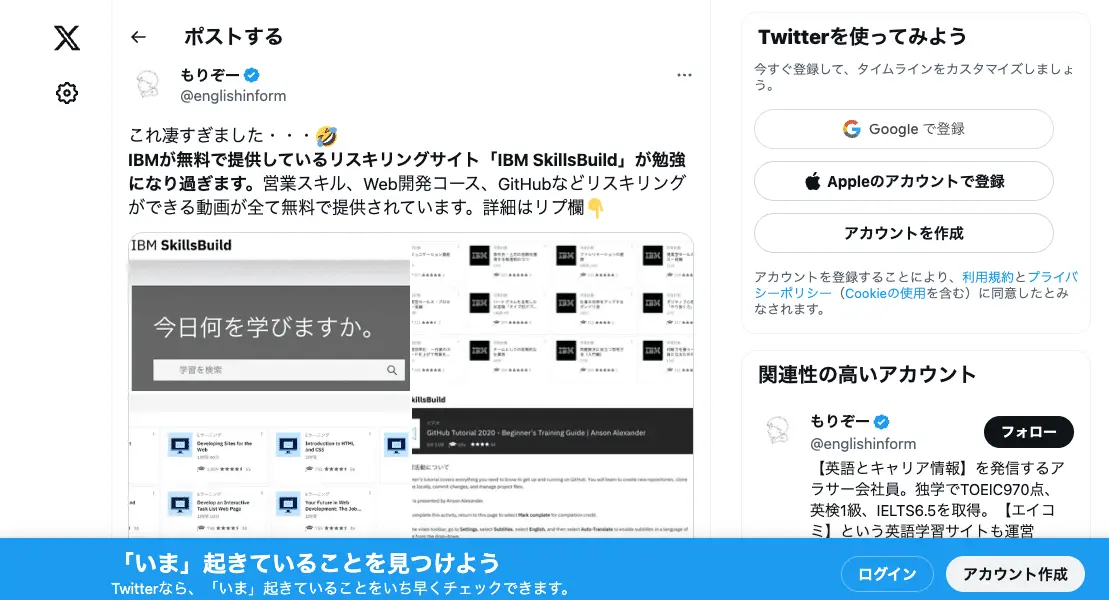 ポストする
もりぞー
@englishinform
これ凄すぎました・・・🤣
IBMが無料で提供しているリスキリングサイト「IBM SkillsBuild」が勉強
になり過ぎます。営業スキル、Web開発コース、GitHubなどリスキリング
ができる動画が全て無料で提供されています。詳細はリプ欄👇
IBM SkillsBuild
今日何を学びますか。
学習を検索
Developing Sites for the
Web
Introduction to HTML
and CSS
Develop an Interactive
Task List Web Page
Your Future in Web
Development: The Job...
IBM
IBM
IBM
IBM
IBM
IBM
IBM
IBM
IBM
killsBuild
GitHub Tutorial 2020 - Beginner's Training Guide | Anson Alexander
Twitterを使ってみよう
今すぐ登録して、タイムラインをカスタマイズしましょ
う。
Google で登録
Appleのアカウントで登録
アカウントを作成
アカウントを登録することにより、利用規約とプライバ
シーポリシー（Cookieの使用を含む）に同意したとみ
なされます。
関連性の高いアカウント
もりぞー
@englishinform
フォロー
【英語とキャリア情報】を発信するア
ラサー会社員。独学でTOEIC970点、
英検1級、IELTS6.5を取得。【エイコ
ミ】という英語学習サイトも運営
「いま」起きていることを見つけよう
Twitterなら、「いま」起きていることをいち早くチェックできます。
ログイン
アカウント作成